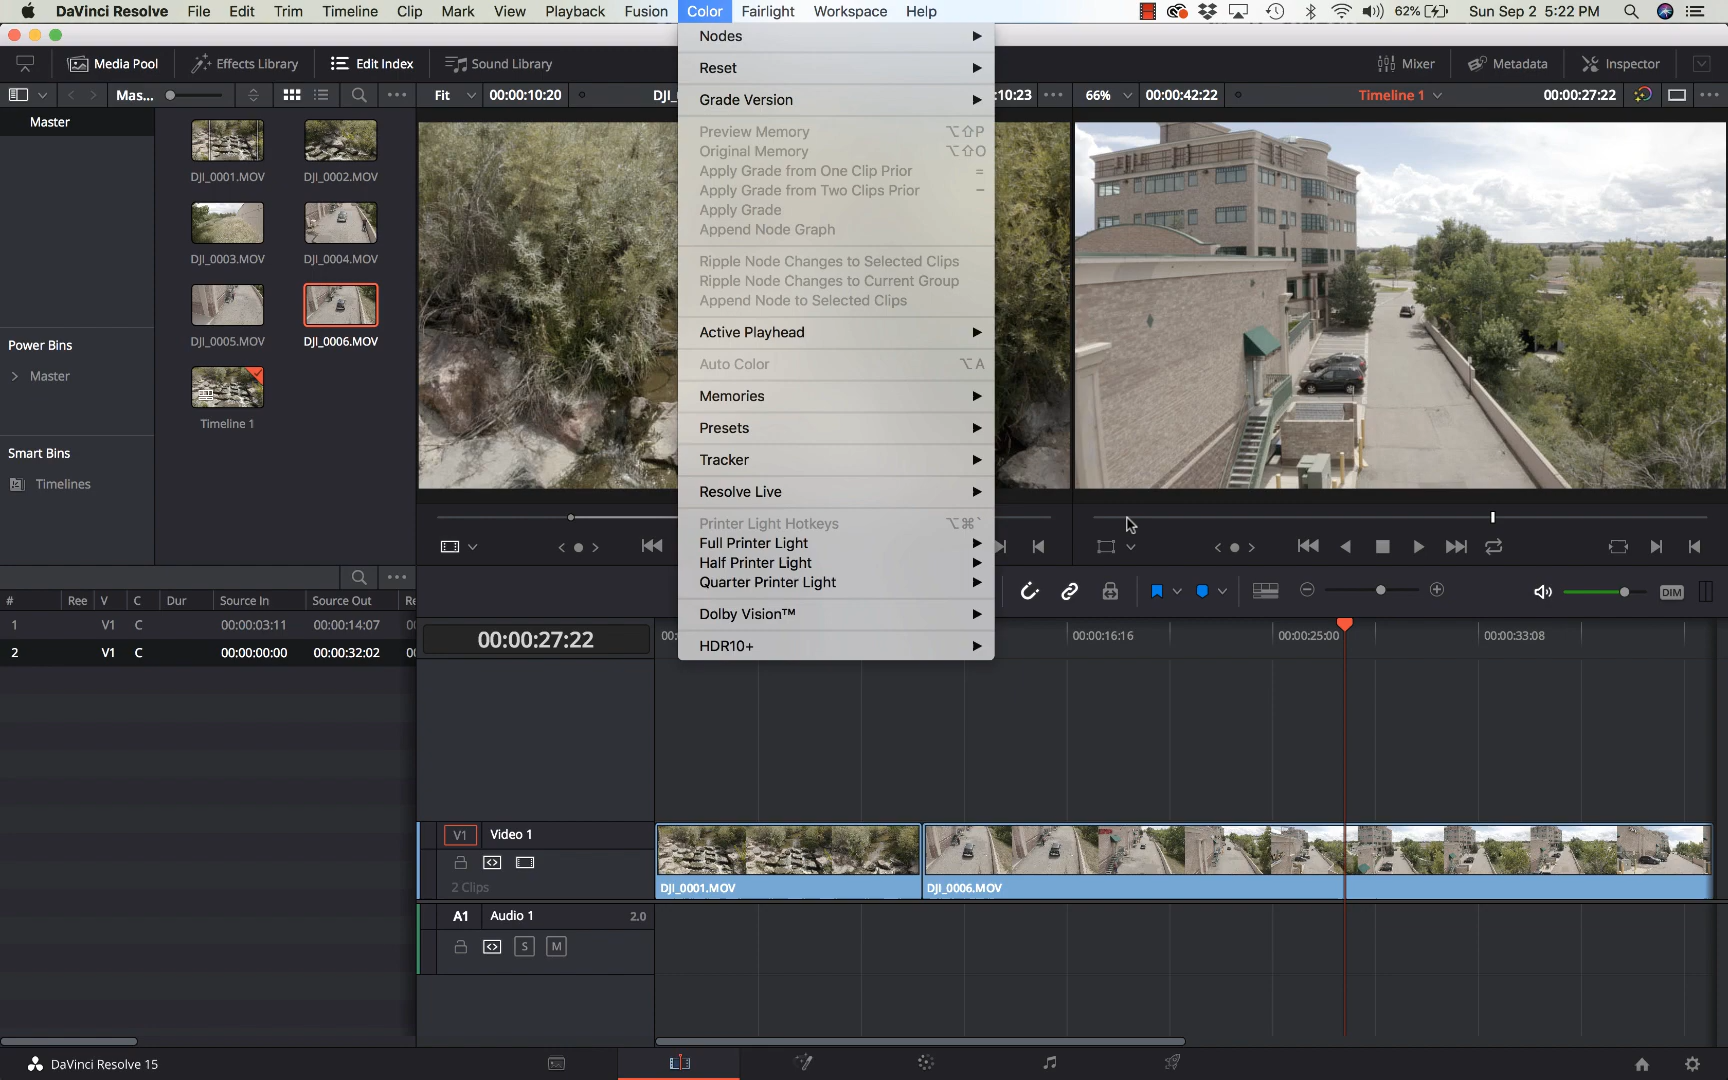 DaVinci Resolve File Edit Trim Timeline Clip Mark View Playback Fusion Color Fairlight Workspace Help 62% Sun Sep 2 5:22 PM
Media Pool Effects Library Edit Index Sound Library Mixer Metadata Inspector
Mas... Fit 00:00:10:20 DJI_ 10:23 66% 00:00:42:22 Timeline 1 00:00:27:22
Master
DJI_0001.MOV DJI_0002.MOV
DJI_0003.MOV DJI_0004.MOV
DJI_0005.MOV DJI_0006.MOV
Timeline 1
Power Bins
Master
Smart Bins
Timelines
Nodes
Reset
Grade Version
Preview Memory ⌥⇧P
Original Memory ⌥⇧O
Apply Grade from One Clip Prior =
Apply Grade from Two Clips Prior -
Apply Grade
Append Node Graph
Ripple Node Changes to Selected Clips
Ripple Node Changes to Current Group
Append Node to Selected Clips
Active Playhead
Auto Color ⌥A
Memories
Presets
Tracker
Resolve Live
Printer Light Hotkeys ⌥⌘`
Full Printer Light
Half Printer Light
Quarter Printer Light
Dolby Vision™
HDR10+
DIM
# Ree V C Dur Source In Source Out Re
1 V1 C 00:00:03:11 00:00:14:07 00
2 V1 C 00:00:00:00 00:00:32:02 00
00:00:27:22 00: 00:00:16:16 00:00:25:00 00:00:33:08
V1 Video 1
2 Clips
DJI_0001.MOV DJI_0006.MOV
A1 Audio 1 2.0
S M
DaVinci Resolve 15